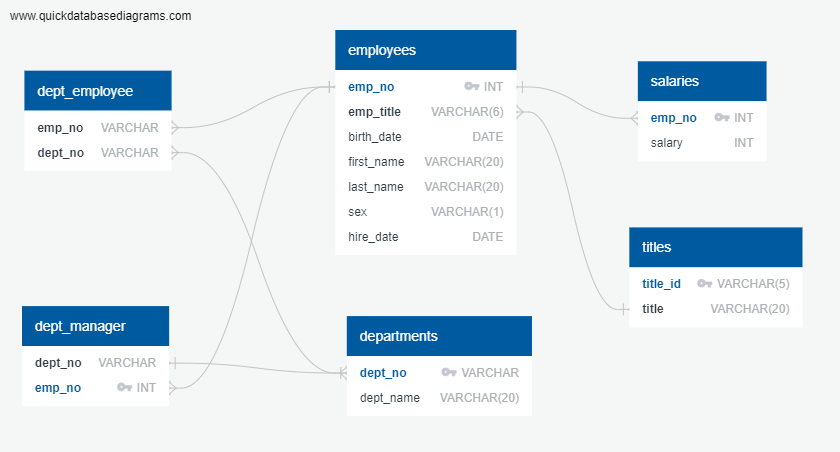 www.quickdatabasediagrams.com
dept_employee
emp_no VARCHAR
dept_no VARCHAR
employees
emp_no INT
emp_title VARCHAR(6)
birth_date DATE
first_name VARCHAR(20)
last_name VARCHAR(20)
sex VARCHAR(1)
hire_date DATE
salaries
emp_no INT
salary INT
titles
title_id VARCHAR(5)
title VARCHAR(20)
dept_manager
dept_no VARCHAR
emp_no INT
departments
dept_no VARCHAR
dept_name VARCHAR(20)